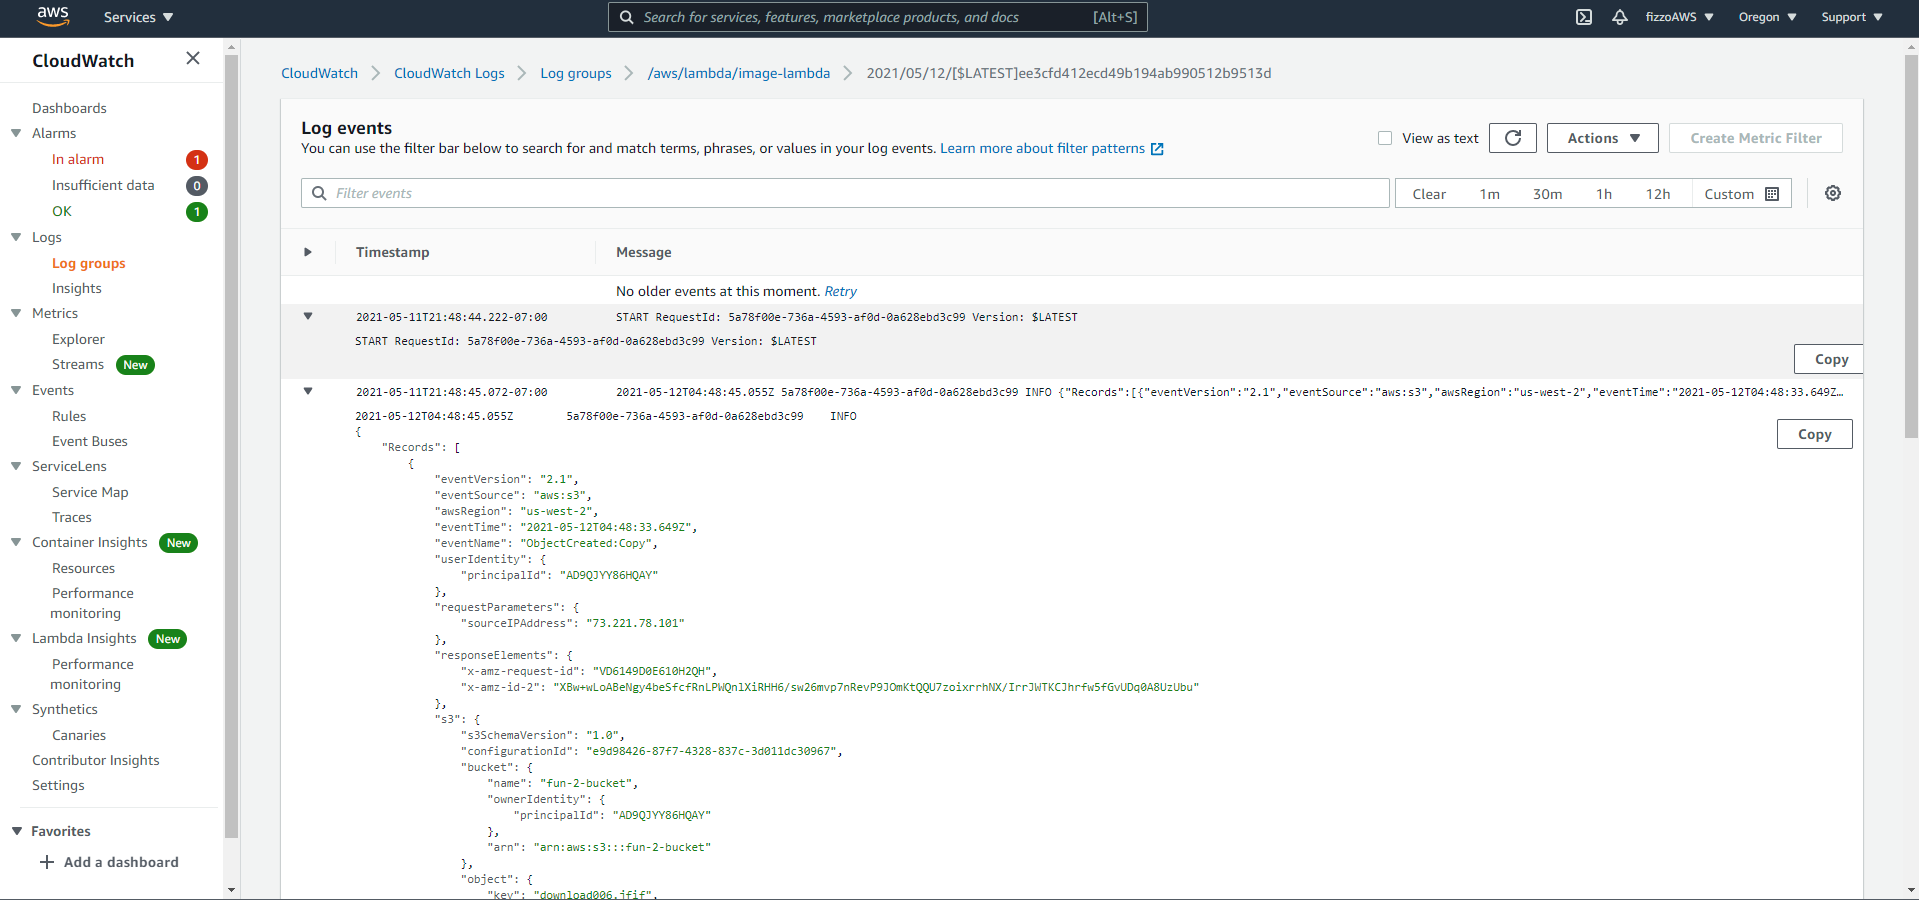 aws
Services
Search for services, features, marketplace products, and docs [Alt+S]
fizzoAWS
Oregon
Support
CloudWatch
Dashboards
Alarms
In alarm 1
Insufficient data 0
OK 1
Logs
Log groups
Insights
Metrics
Explorer
Streams New
Events
Rules
Event Buses
ServiceLens
Service Map
Traces
Container Insights New
Resources
Performance
monitoring
Lambda Insights New
Performance
monitoring
Synthetics
Canaries
Contributor Insights
Settings
Favorites
Add a dashboard
CloudWatch CloudWatch Logs Log groups /aws/lambda/image-lambda 2021/05/12/[$LATEST]ee3cfd412ecd49b194ab990512b9513d
Log events
You can use the filter bar below to search for and match terms, phrases, or values in your log events. Learn more about filter patterns
View as text
Actions
Create Metric Filter
Filter events
Clear 1m 30m 1h 12h Custom
Timestamp Message
No older events at this moment. Retry
2021-05-11T21:48:44.222-07:00 START RequestId: 5a78f00e-736a-4593-af0d-0a628ebd3c99 Version: $LATEST
START RequestId: 5a78f00e-736a-4593-af0d-0a628ebd3c99 Version: $LATEST
Copy
2021-05-11T21:48:45.072-07:00 2021-05-12T04:48:45.055Z 5a78f00e-736a-4593-af0d-0a628ebd3c99 INFO {"Records":[{"eventVersion":"2.1","eventSource":"aws:s3","awsRegion":"us-west-2","eventTime":"2021-05-12T04:48:33.649Z…
2021-05-12T04:48:45.055Z 5a78f00e-736a-4593-af0d-0a628ebd3c99 INFO
Copy
{
"Records": [
{
"eventVersion": "2.1",
"eventSource": "aws:s3",
"awsRegion": "us-west-2",
"eventTime": "2021-05-12T04:48:33.649Z",
"eventName": "ObjectCreated:Copy",
"userIdentity": {
"principalId": "AD9QJYY86HQAY"
},
"requestParameters": {
"sourceIPAddress": "73.221.78.101"
},
"responseElements": {
"x-amz-request-id": "VD6149D0E610H2QH",
"x-amz-id-2": "XBw+wLoABeNgy4beSfcfRnLPWQnlXiRHH6/sw26mvp7nRevP9JOmKtQQU7zoixrrhNX/IrrJWTKCJhrfw5fGvUDq0A8UzUbu"
},
"s3": {
"s3SchemaVersion": "1.0",
"configurationId": "e9d98426-87f7-4328-837c-3d011dc30967",
"bucket": {
"name": "fun-2-bucket",
"ownerIdentity": {
"principalId": "AD9QJYY86HQAY"
},
"arn": "arn:aws:s3:::fun-2-bucket"
},
"object": {
"key": "download006.jfif",